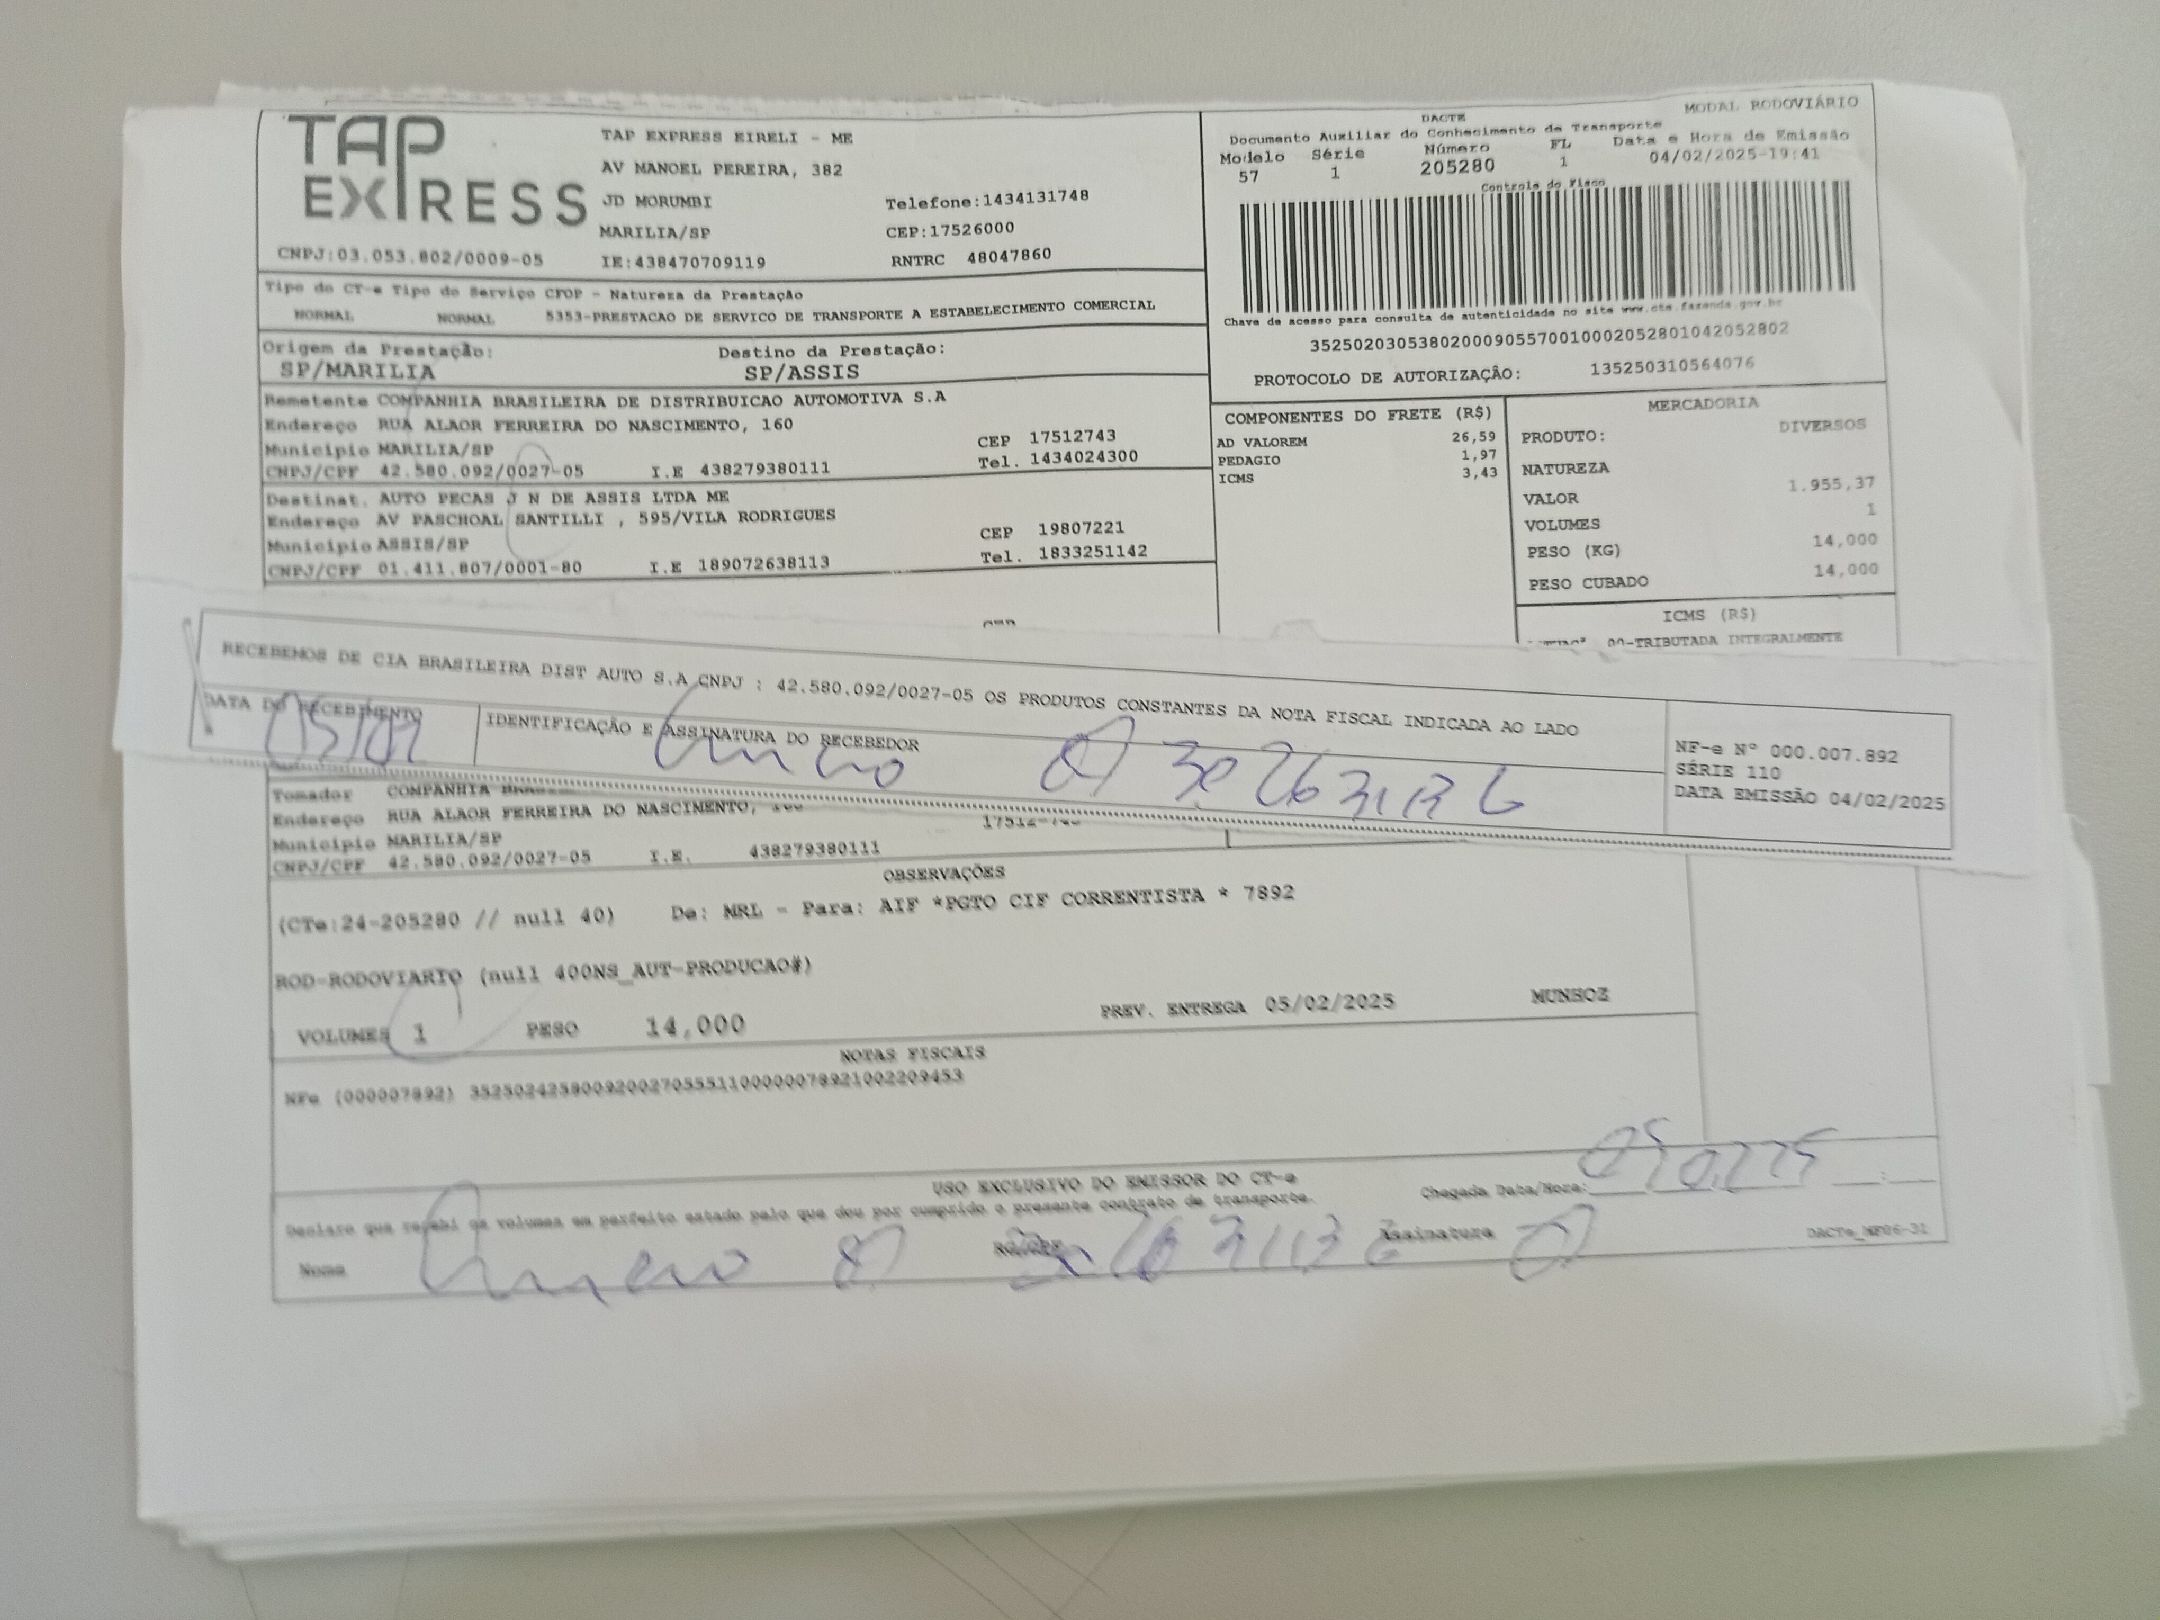 TAP EXPRESS
TAP EXPRESS EIRELI - ME
AV MANOEL PEREIRA, 382
JD MORUMBI Telefone:1434131748
MARILIA/SP CEP:17526000
CNPJ:03.053.802/0009-05 IE:438470709119 RNTRC 48047860
MODAL RODOVIÁRIO
DACTE
Documento Auxiliar do Conhecimento de Transporte
Modelo Série Número FL Data e Hora de Emissão
57 1 205280 1 04/02/2025-19:41
Controle do Fisco
Chave de acesso para consulta de autenticidade no site www.cte.fazenda.gov.br
35250203053802000905570010002052801042052802
PROTOCOLO DE AUTORIZAÇÃO: 135250310564076
Tipo do CT-e Tipo do Serviço CFOP - Natureza da Prestação
NORMAL NORMAL 5353-PRESTACAO DE SERVICO DE TRANSPORTE A ESTABELECIMENTO COMERCIAL
Origem da Prestação: Destino da Prestação:
SP/MARILIA SP/ASSIS
Remetente COMPANHIA BRASILEIRA DE DISTRIBUICAO AUTOMOTIVA S.A
Endereço RUA ALAOR FERREIRA DO NASCIMENTO, 160
Município MARILIA/SP CEP 17512743
CNPJ/CPF 42.580.092/0027-05 I.E 438279380111 Tel. 1434024300
Destinat. AUTO PECAS J N DE ASSIS LTDA ME
Endereço AV PASCHOAL SANTILLI , 595/VILA RODRIGUES
Município ASSIS/SP CEP 19807221
CNPJ/CPF 01.411.807/0001-80 I.E 189072638113 Tel. 1833251142
COMPONENTES DO FRETE (R$)
AD VALOREM 26,59
PEDAGIO 1,97
ICMS 3,43
MERCADORIA
PRODUTO: DIVERSOS
NATUREZA
VALOR 1.955,37
VOLUMES 1
PESO (KG) 14,000
PESO CUBADO 14,000
ICMS (R$)
00-TRIBUTADA INTEGRALMENTE
RECEBEMOS DE CIA BRASILEIRA DIST AUTO S.A CNPJ : 42.580.092/0027-05 OS PRODUTOS CONSTANTES DA NOTA FISCAL INDICADA AO LADO
DATA DO RECEBIMENTO IDENTIFICAÇÃO E ASSINATURA DO RECEBEDOR
05/02
NF-e Nº 000.007.892
SÉRIE 110
DATA EMISSÃO 04/02/2025
Tomador COMPANHIA
Endereço RUA ALAOR FERREIRA DO NASCIMENTO,
Município MARILIA/SP
CNPJ/CPF 42.580.092/0027-05 I.E. 438279380111
OBSERVAÇÕES
(CTe:24-205280 // null 40) De: MRL - Para: AIF *PGTO CIF CORRENTISTA * 7892
ROD-RODOVIARIO (null 400NS_AUT-PRODUCAO#)
VOLUMES 1 PESO 14,000 PREV. ENTREGA 05/02/2025 MUNHOZ
NOTAS FISCAIS
NFe (000007892) 35250242580092002705551100000078921002209453
USO EXCLUSIVO DO EMISSOR DO CT-e
Declaro que recebi os volumes em perfeito estado pelo que dou por cumprido o presente contrato de transporte.
Chegada Data/Hora:
Nome RG/CPF Assinatura DACTe_MP06-31